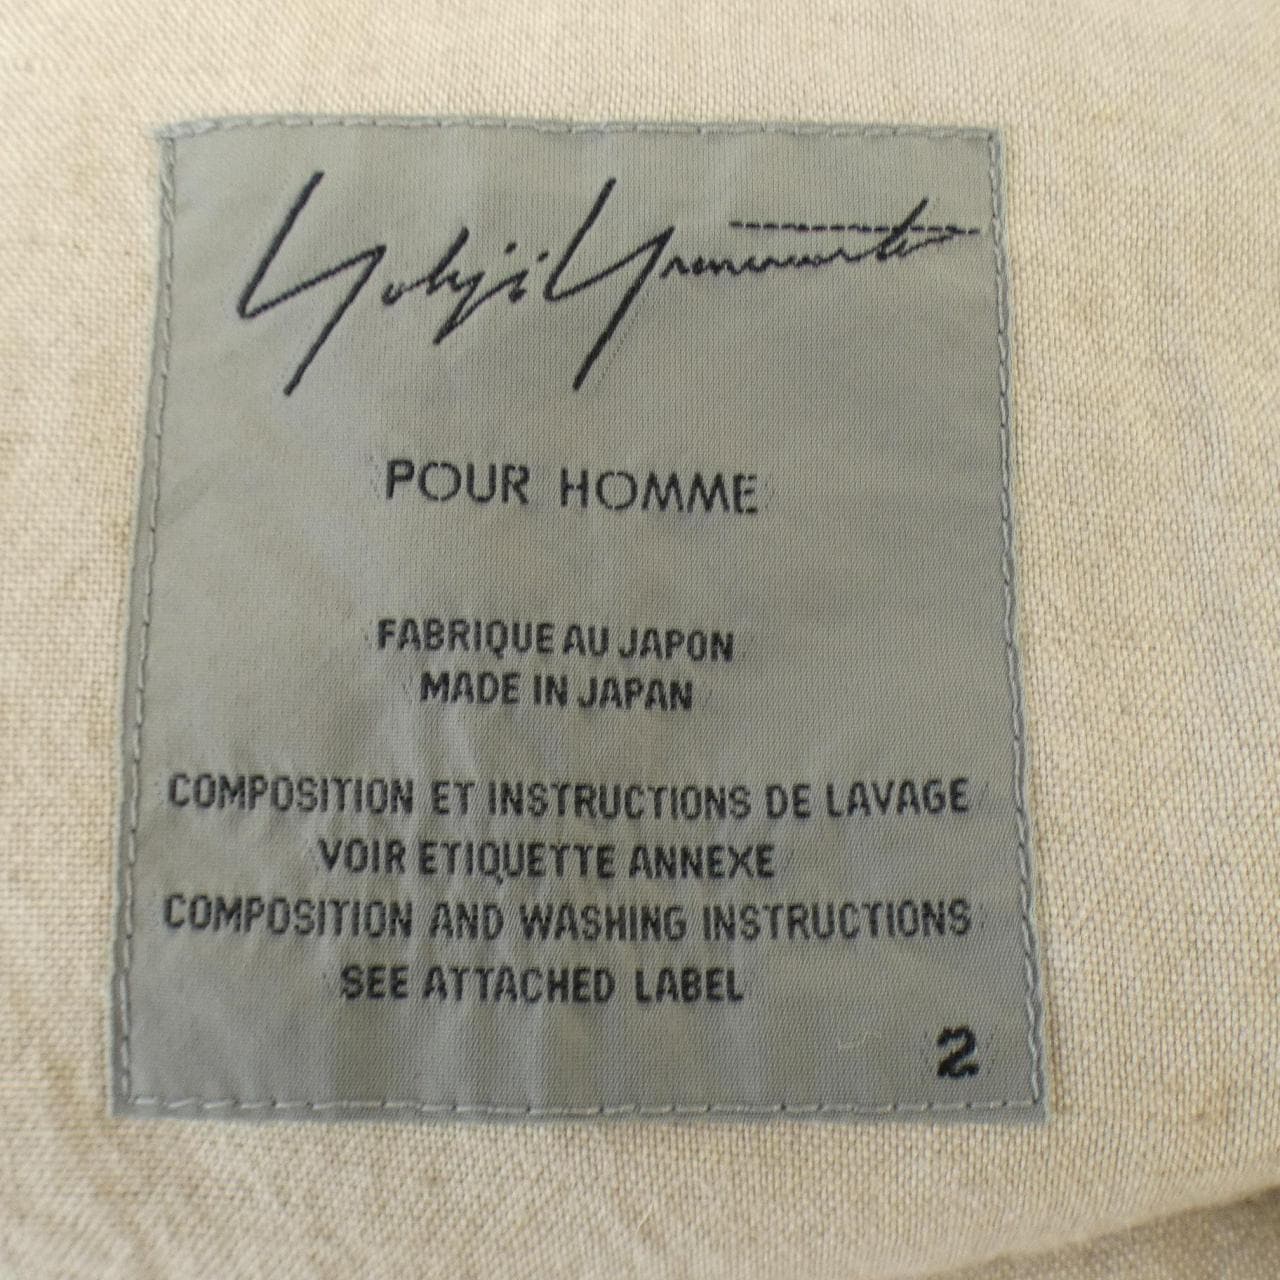 Yohji Yamamoto
POUR HOMME
FABRIQUE AU JAPON
MADE IN JAPAN
COMPOSITION ET INSTRUCTIONS DE LAVAGE
VOIR ETIQUETTE ANNEXE
COMPOSITION AND WASHING INSTRUCTIONS
SEE ATTACHED LABEL
2